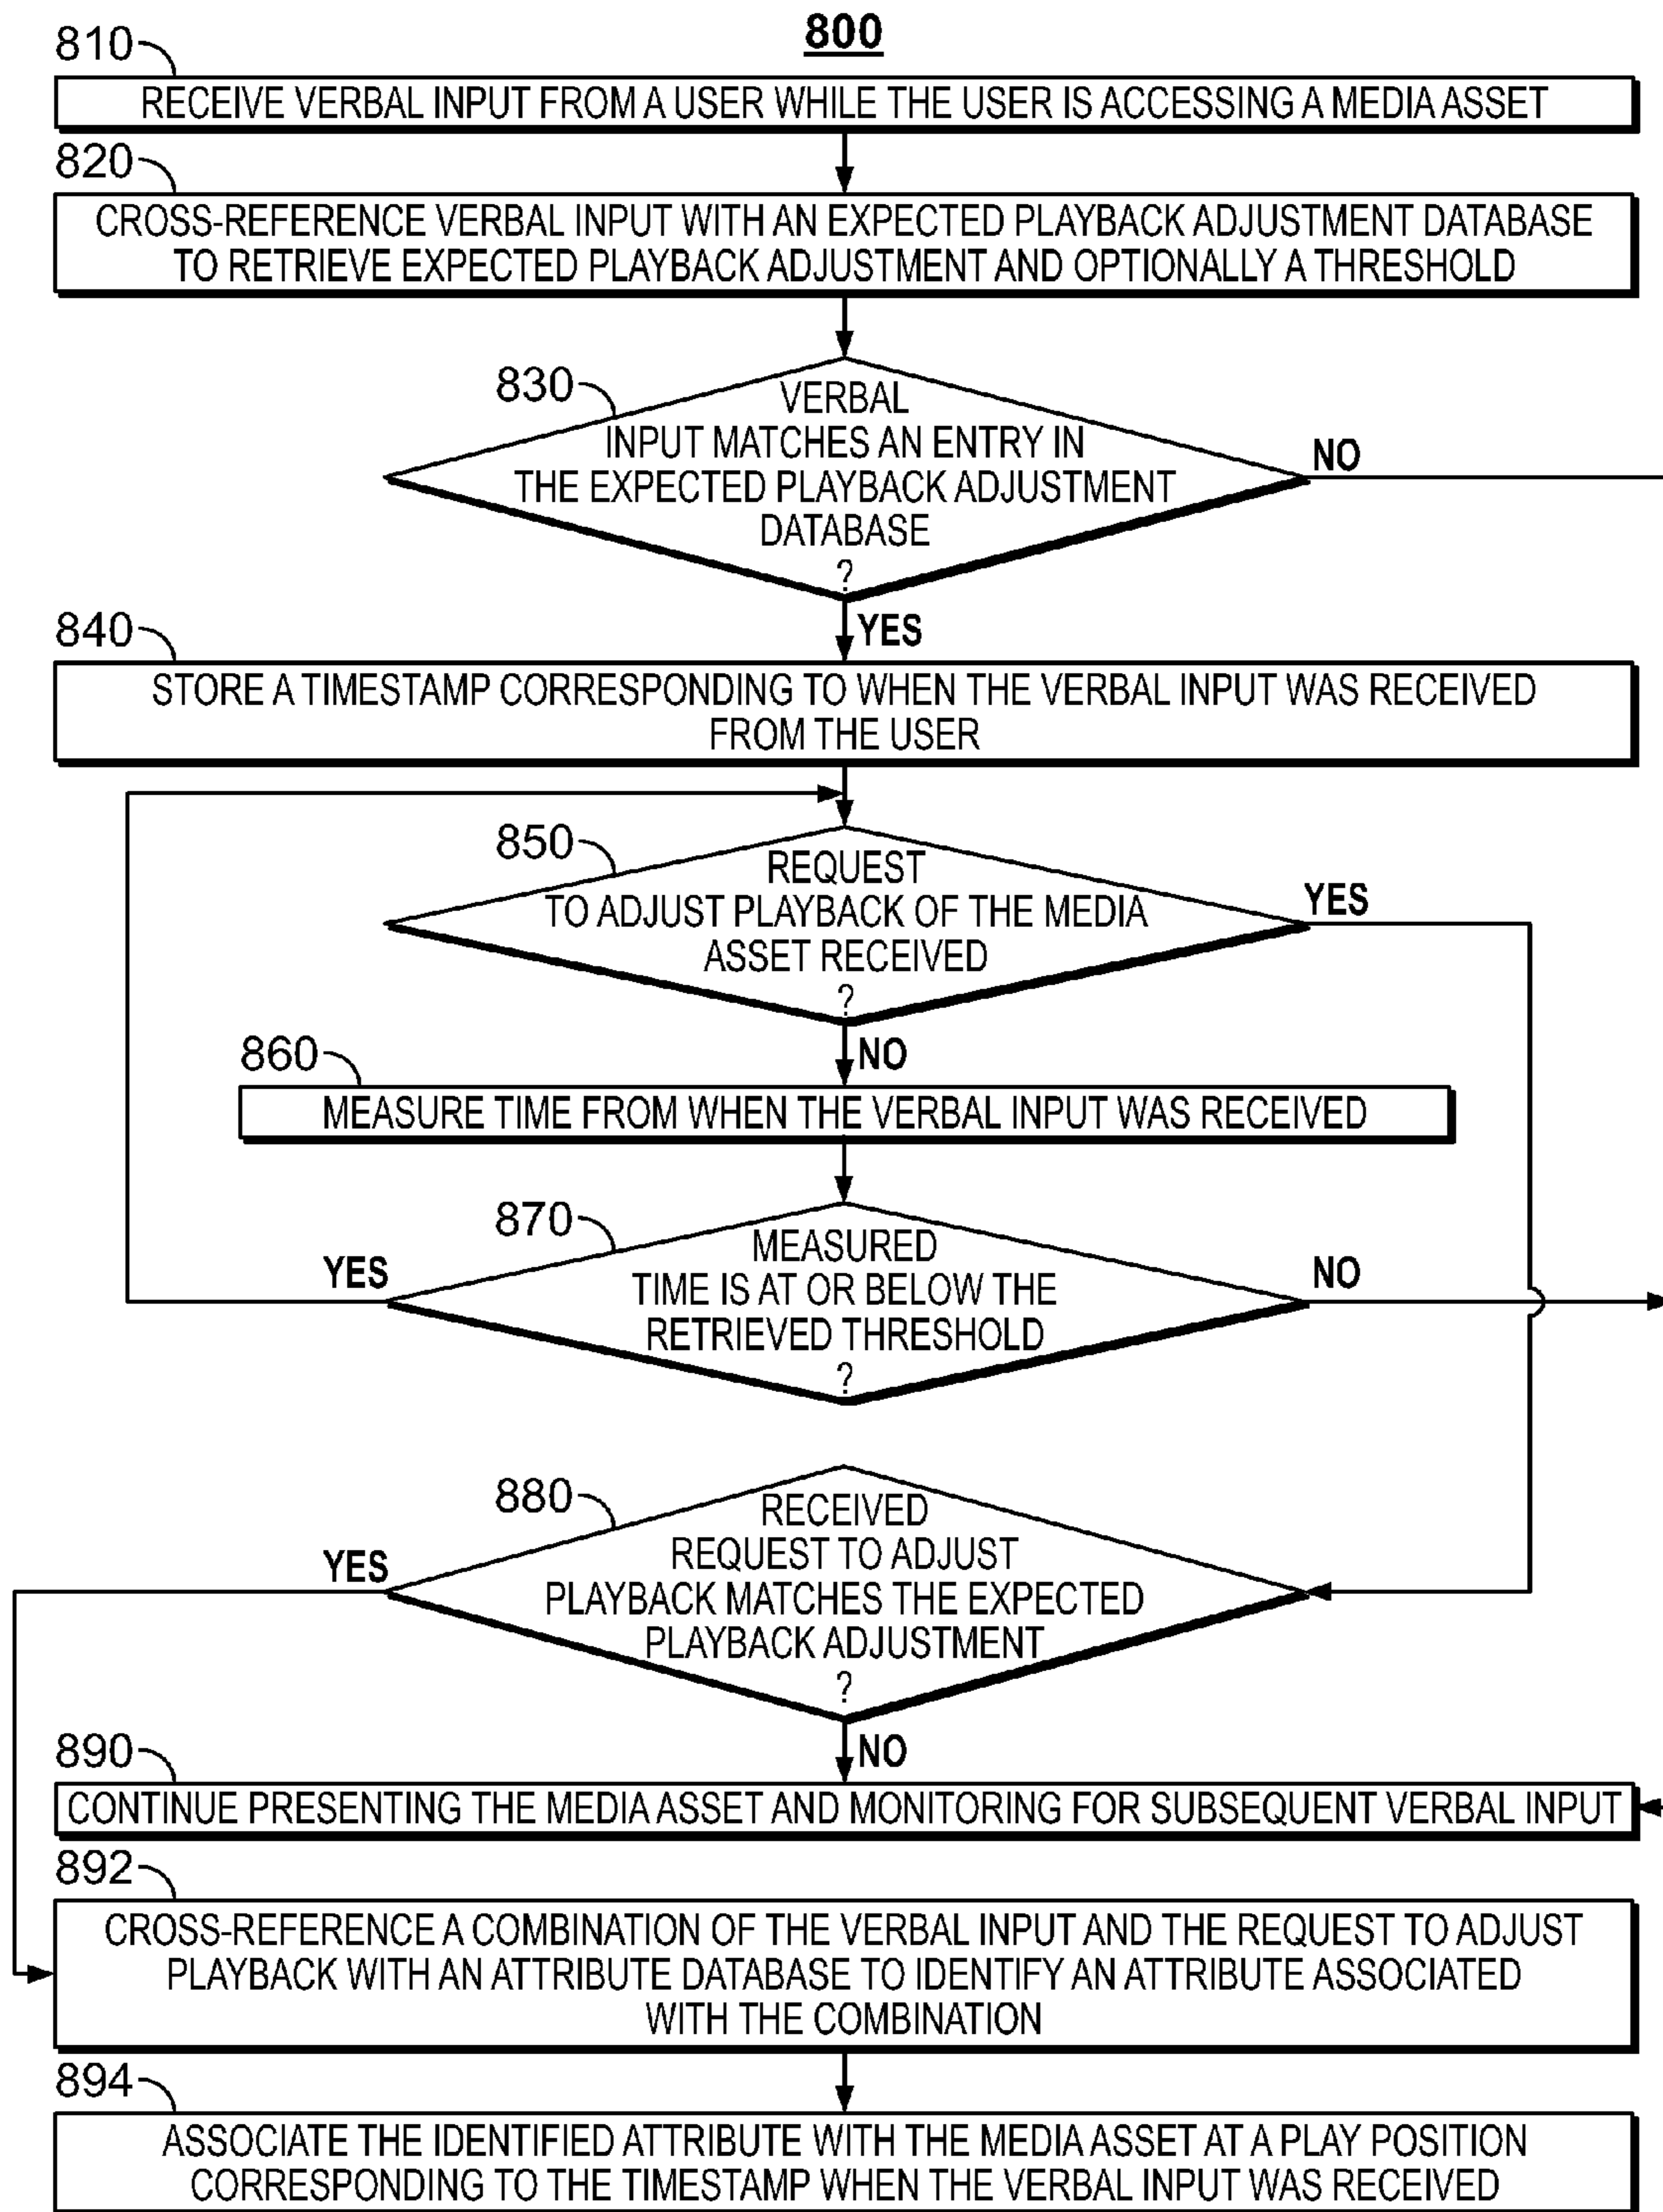 800
810
RECEIVE VERBAL INPUT FROM A USER WHILE THE USER IS ACCESSING A MEDIA ASSET
820
CROSS-REFERENCE VERBAL INPUT WITH AN EXPECTED PLAYBACK ADJUSTMENT DATABASE
TO RETRIEVE EXPECTED PLAYBACK ADJUSTMENT AND OPTIONALLY A THRESHOLD
830
VERBAL
INPUT MATCHES AN ENTRY IN
THE EXPECTED PLAYBACK ADJUSTMENT
DATABASE
?
NO
YES
840
STORE A TIMESTAMP CORRESPONDING TO WHEN THE VERBAL INPUT WAS RECEIVED
FROM THE USER
850
REQUEST
TO ADJUST PLAYBACK OF THE MEDIA
ASSET RECEIVED
?
YES
NO
860
MEASURE TIME FROM WHEN THE VERBAL INPUT WAS RECEIVED
870
MEASURED
TIME IS AT OR BELOW THE
RETRIEVED THRESHOLD
?
YES
NO
880
RECEIVED
REQUEST TO ADJUST
PLAYBACK MATCHES THE EXPECTED
PLAYBACK ADJUSTMENT
?
YES
NO
890
CONTINUE PRESENTING THE MEDIA ASSET AND MONITORING FOR SUBSEQUENT VERBAL INPUT
892
CROSS-REFERENCE A COMBINATION OF THE VERBAL INPUT AND THE REQUEST TO ADJUST
PLAYBACK WITH AN ATTRIBUTE DATABASE TO IDENTIFY AN ATTRIBUTE ASSOCIATED
WITH THE COMBINATION
894
ASSOCIATE THE IDENTIFIED ATTRIBUTE WITH THE MEDIA ASSET AT A PLAY POSITION
CORRESPONDING TO THE TIMESTAMP WHEN THE VERBAL INPUT WAS RECEIVED